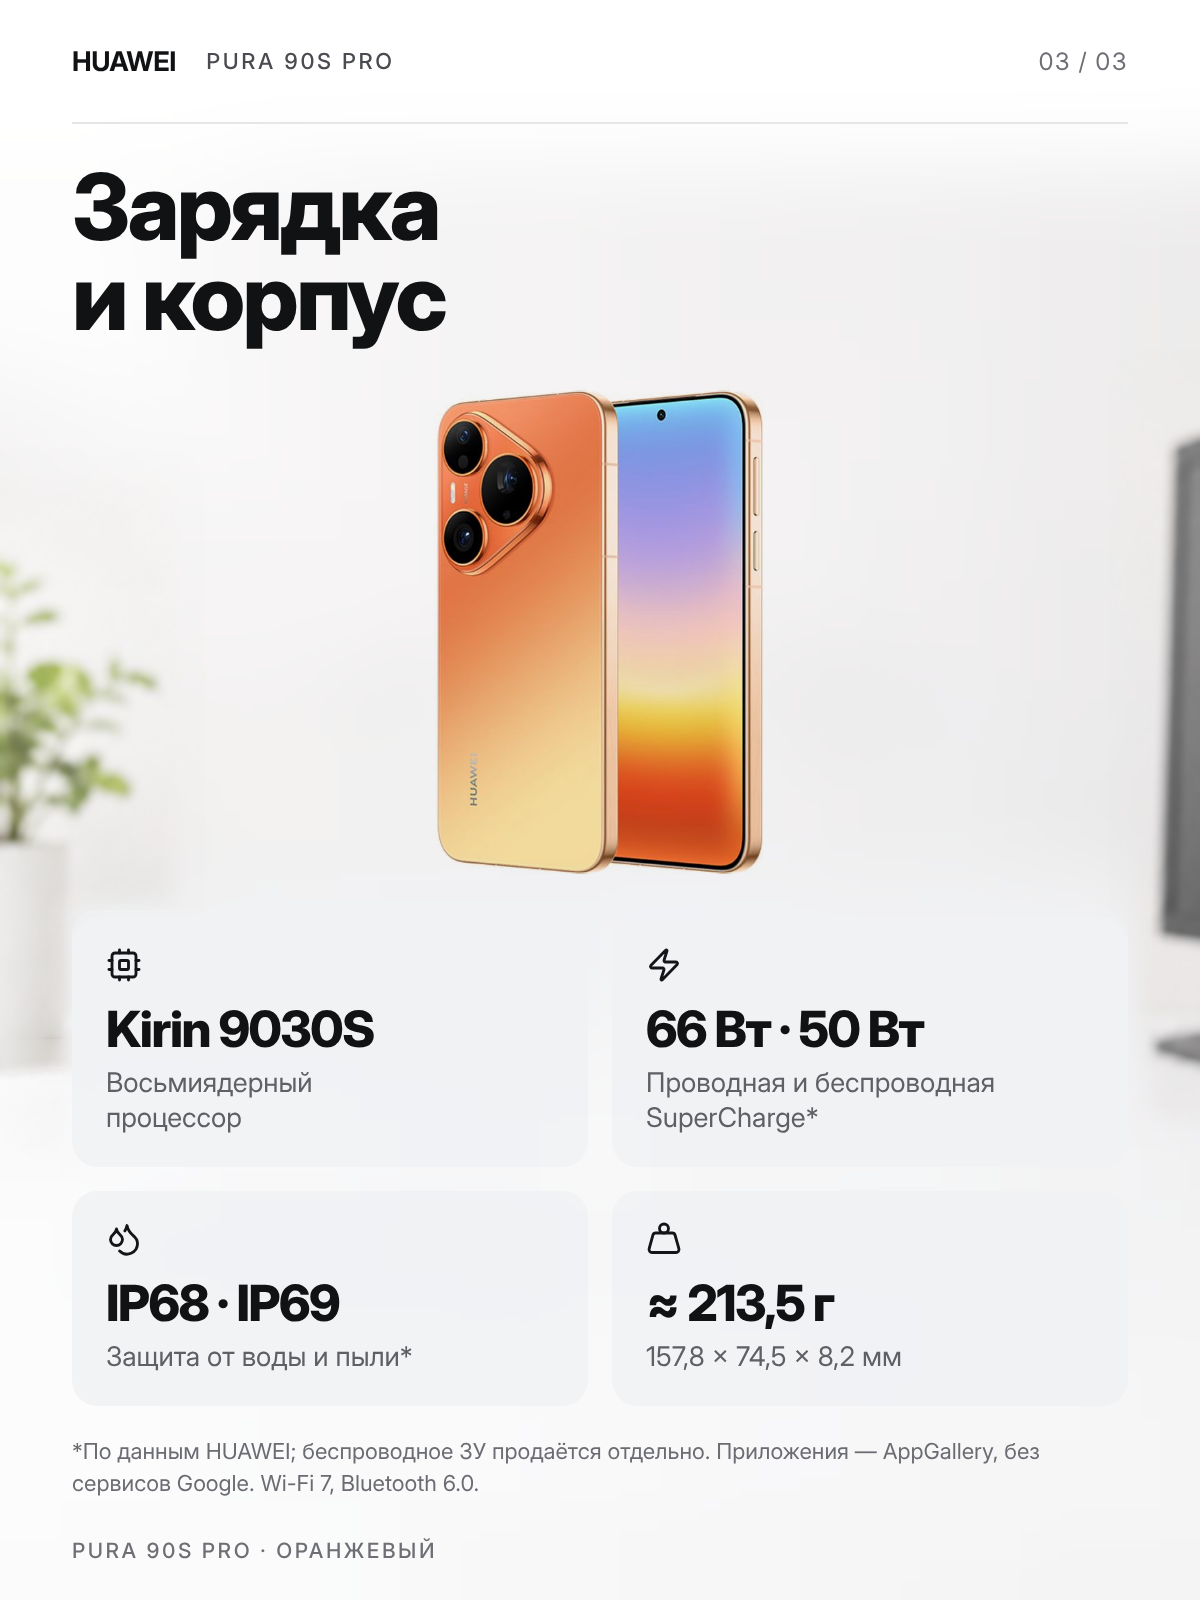 HUAWEI PURA 90S PRO 03 / 03
Зарядка
и корпус
HUAWEI
Kirin 9030S
Восьмиядерный
процессор
66 Вт · 50 Вт
Проводная и беспроводная
SuperCharge*
IP68 · IP69
Защита от воды и пыли*
≈ 213,5 г
157,8 × 74,5 × 8,2 мм
*По данным HUAWEI; беспроводное ЗУ продаётся отдельно. Приложения — AppGallery, без
сервисов Google. Wi-Fi 7, Bluetooth 6.0.
PURA 90S PRO · ОРАНЖЕВЫЙ